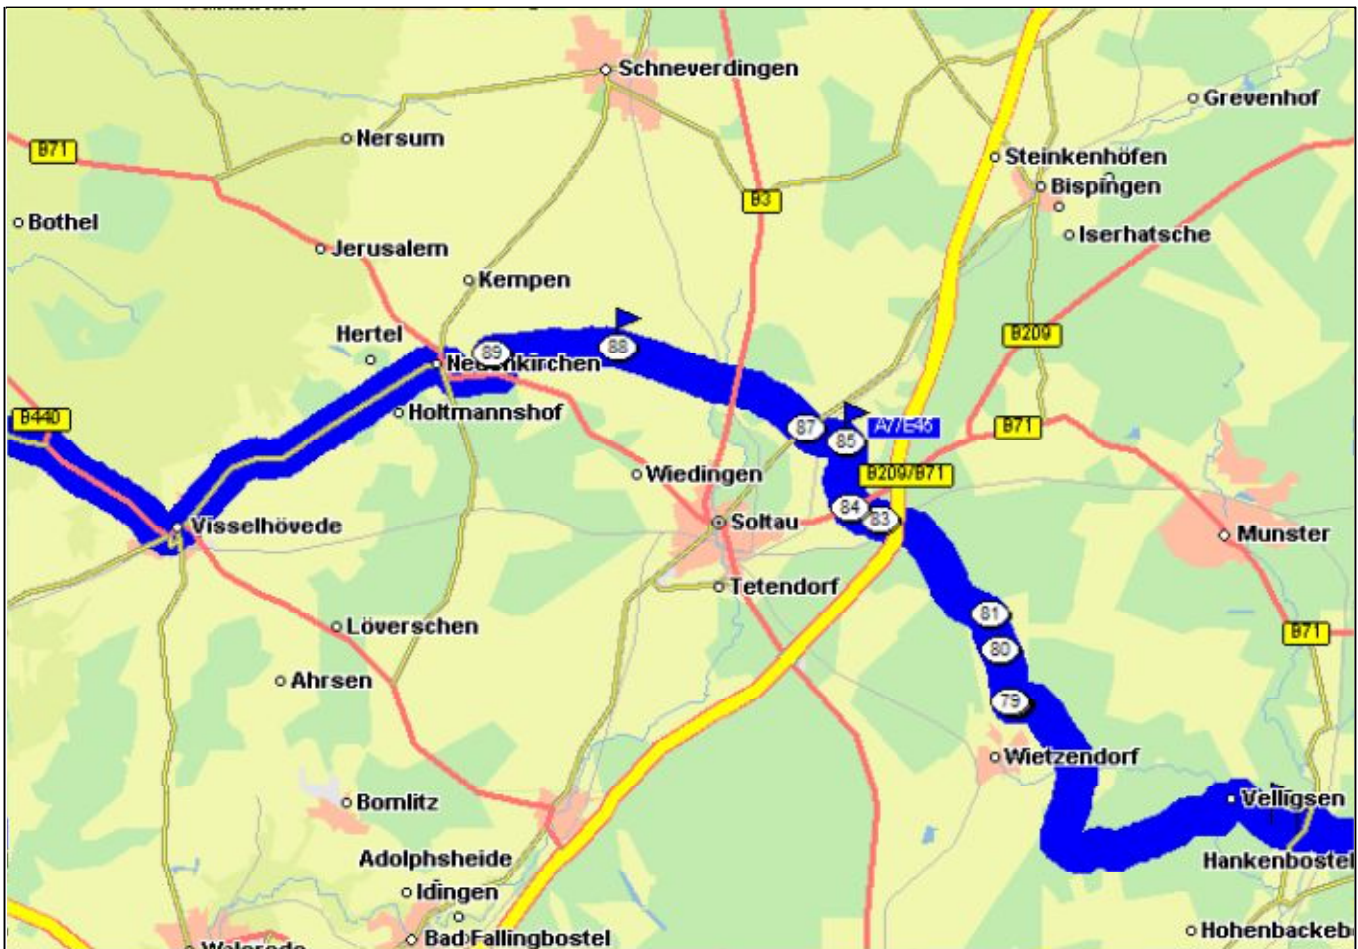 Schneverdingen
Grevenhof
Nersum
B71
Steinkenhöfen
Bispingen
B3
Bothel
Iserhatsche
Jerusalem
Kempen
Hertel
B209
89
88
Neuenkirchen
Holtmannshof
B440
87
85
A7/E45
B71
Wiedingen
B209/B71
84
83
Visselhövede
Soltau
Munster
Tetendorf
81
Löverschen
B71
80
Ahrsen
79
Wietzendorf
Bomlitz
Velligsen
Adolphsheide
Hankenbostel
Idingen
Hohenbackeb
Bad Fallingbostel